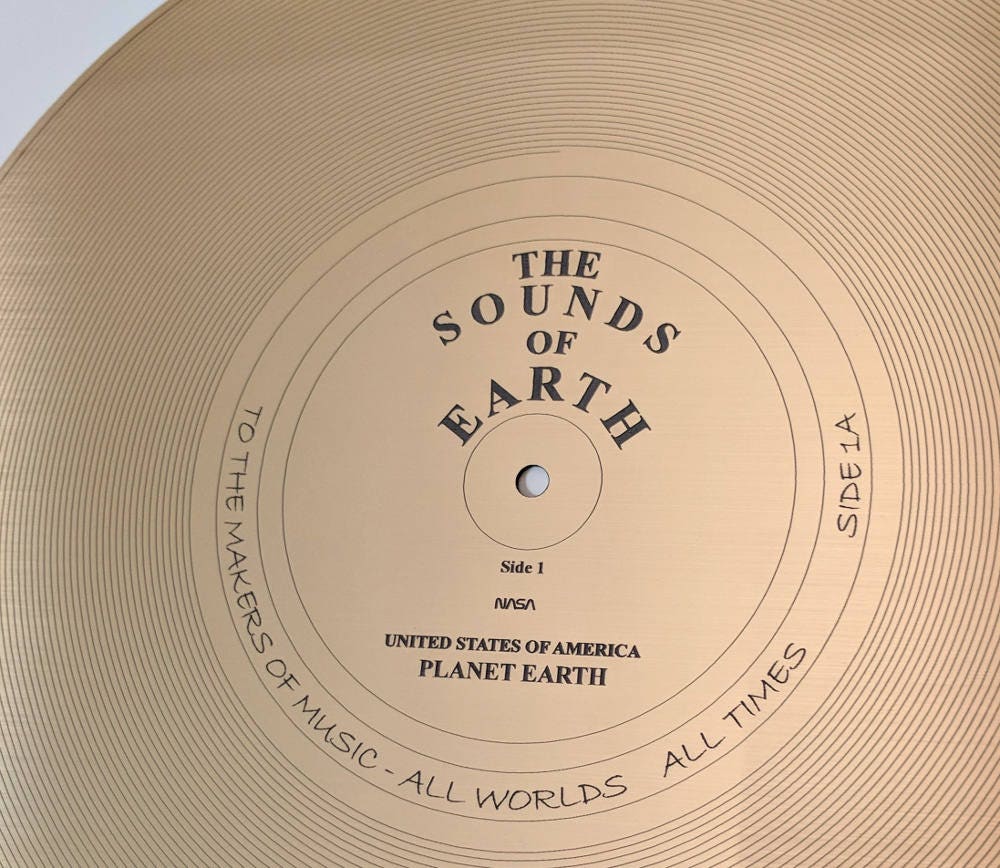 THE
SOUNDS
OF
EARTH
Side 1
NASA
UNITED STATES OF AMERICA
PLANET EARTH
TO THE MAKERS OF MUSIC - ALL WORLDS ALL TIMES
SIDE 1A